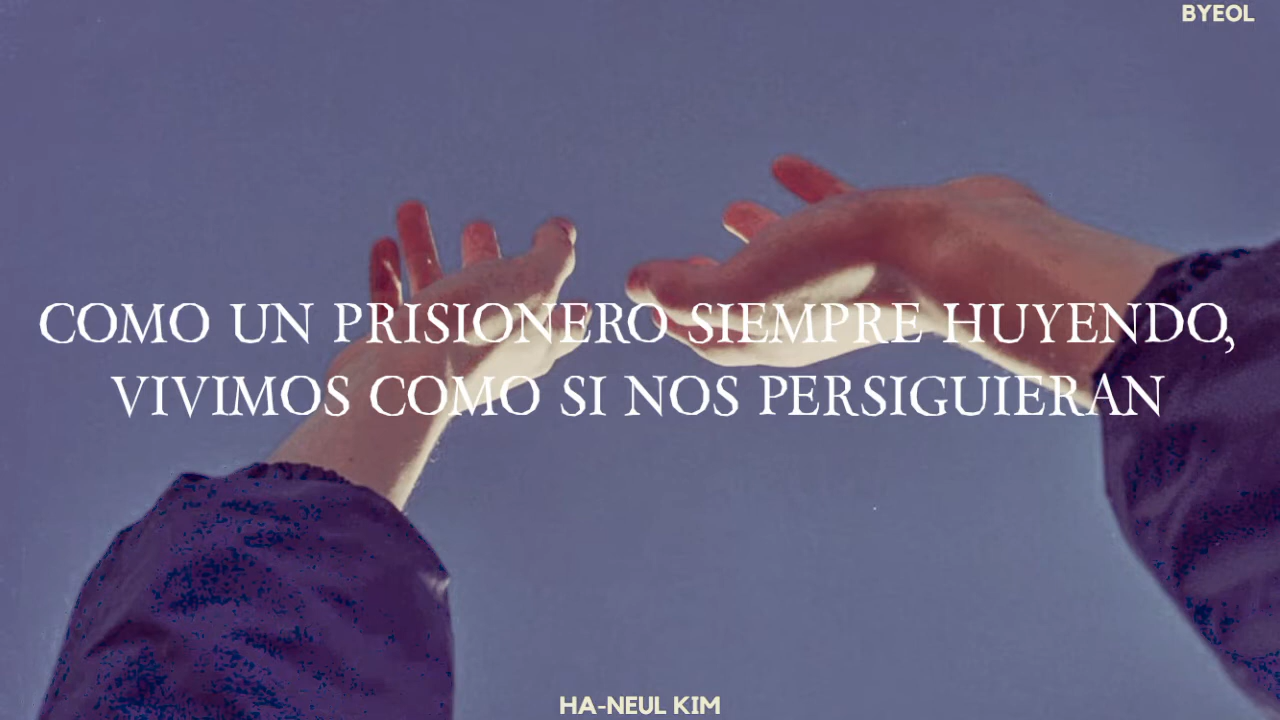 BYEOL
COMO UN PRISIONERO SIEMPRE HUYENDO,
VIVIMOS COMO SI NOS PERSIGUIERAN
HA-NEUL KIM